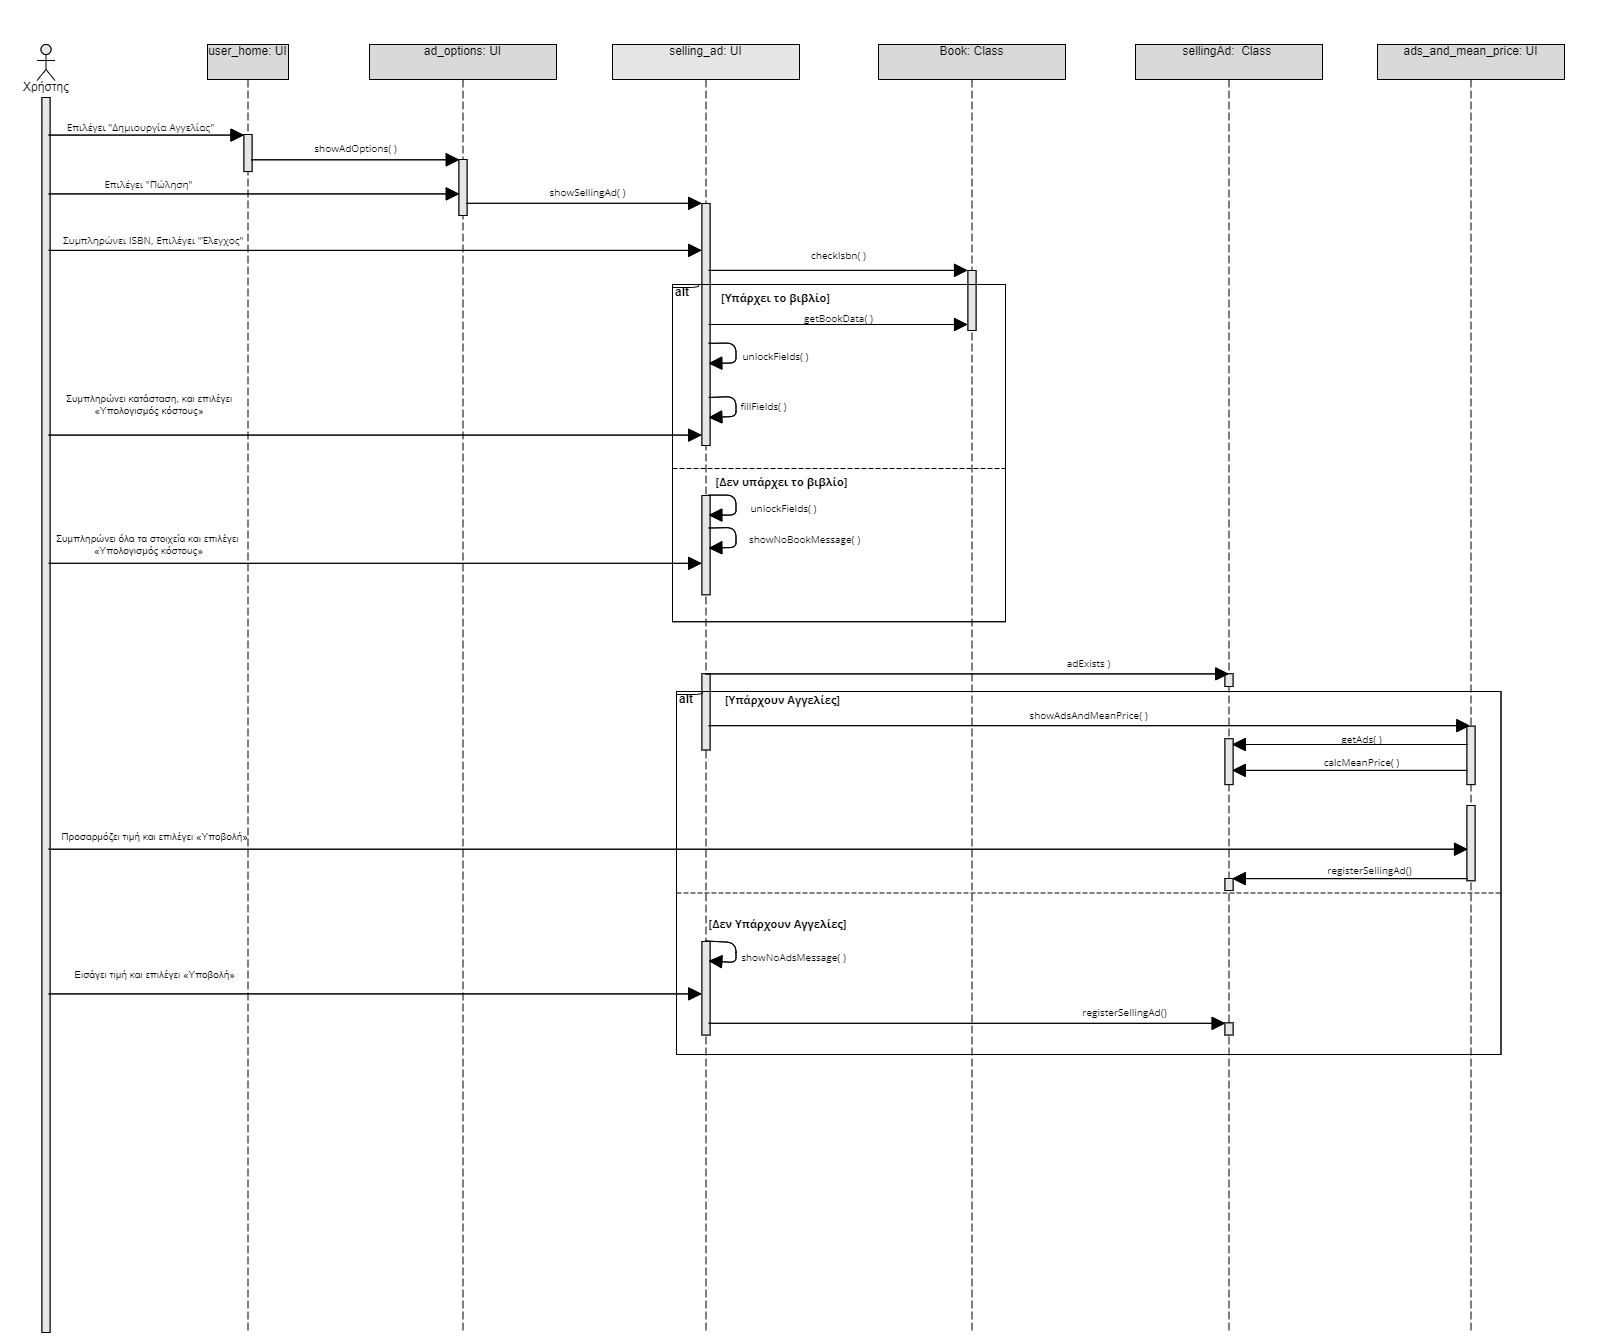 Χρήστης
user_home: UI
ad_options: UI
selling_ad: UI
Book: Class
sellingAd: Class
ads_and_mean_price: UI
Επιλέγει "Δημιουργία Αγγελίας"
showAdOptions( )
Επιλέγει "Πώληση"
showSellingAd( )
Συμπληρώνει ISBN, Επιλέγει "Έλεγχος"
checkIsbn( )
alt
[Υπάρχει το βιβλίο]
getBookData( )
unlockFields( )
Συμπληρώνει κατάσταση, και επιλέγει
«Υπολογισμός κόστους»
fillFields( )
[Δεν υπάρχει το βιβλίο]
unlockFields( )
Συμπληρώνει όλα τα στοιχεία και επιλέγει
«Υπολογισμός κόστους»
showNoBookMessage( )
adExists )
alt
[Υπάρχουν Αγγελίες]
showAdsAndMeanPrice( )
getAds( )
calcMeanPrice( )
Προσαρμόζει τιμή και επιλέγει «Υποβολή»
registerSellingAd()
[Δεν Υπάρχουν Αγγελίες]
showNoAdsMessage( )
Εισάγει τιμή και επιλέγει «Υποβολή»
registerSellingAd()